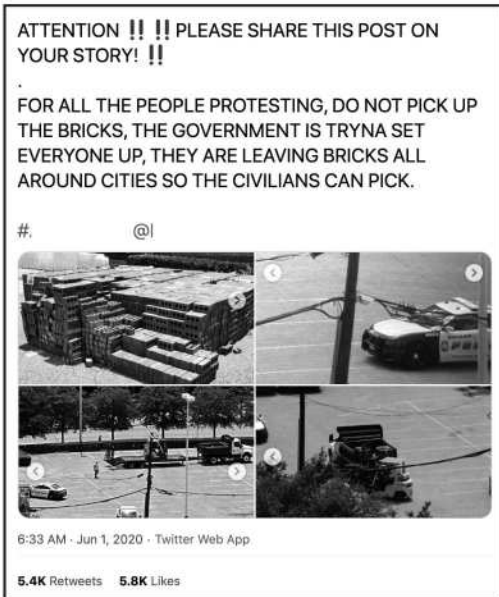 ATTENTION ‼️ ‼️ PLEASE SHARE THIS POST ON
YOUR STORY! ‼️
.
FOR ALL THE PEOPLE PROTESTING, DO NOT PICK UP
THE BRICKS, THE GOVERNMENT IS TRYNA SET
EVERYONE UP, THEY ARE LEAVING BRICKS ALL
AROUND CITIES SO THE CIVILIANS CAN PICK.
#. @l
6:33 AM · Jun 1, 2020 · Twitter Web App
5.4K Retweets 5.8K Likes